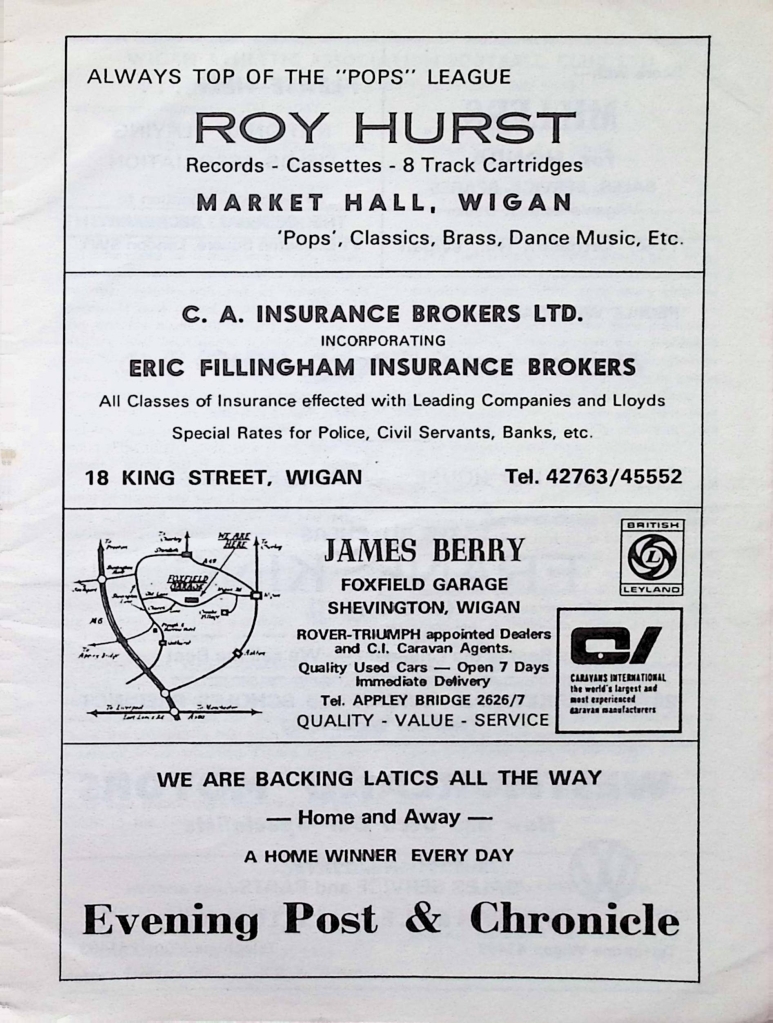 ALWAYS TOP OF THE "POPS" LEAGUE
ROY HURST
Records - Cassettes - 8 Track Cartridges
MARKET HALL, WIGAN
'Pops', Classics, Brass, Dance Music, Etc.
C. A. INSURANCE BROKERS LTD.
INCORPORATING
ERIC FILLINGHAM INSURANCE BROKERS
All Classes of Insurance effected with Leading Companies and Lloyds
Special Rates for Police, Civil Servants, Banks, etc.
18 KING STREET, WIGAN Tel. 42763/45552
WE ARE
HERE
FOXFIELD
GARAGE
M6
JAMES BERRY
FOXFIELD GARAGE
SHEVINGTON, WIGAN
ROVER-TRIUMPH appointed Dealers
and C.I. Caravan Agents.
Quality Used Cars — Open 7 Days
Immediate Delivery
Tel. APPLEY BRIDGE 2626/7
QUALITY - VALUE - SERVICE
BRITISH
L
LEYLAND
CI
CARAVANS INTERNATIONAL
the world's largest and
most experienced
caravan manufacturers
WE ARE BACKING LATICS ALL THE WAY
— Home and Away —
A HOME WINNER EVERY DAY
Evening Post & Chronicle